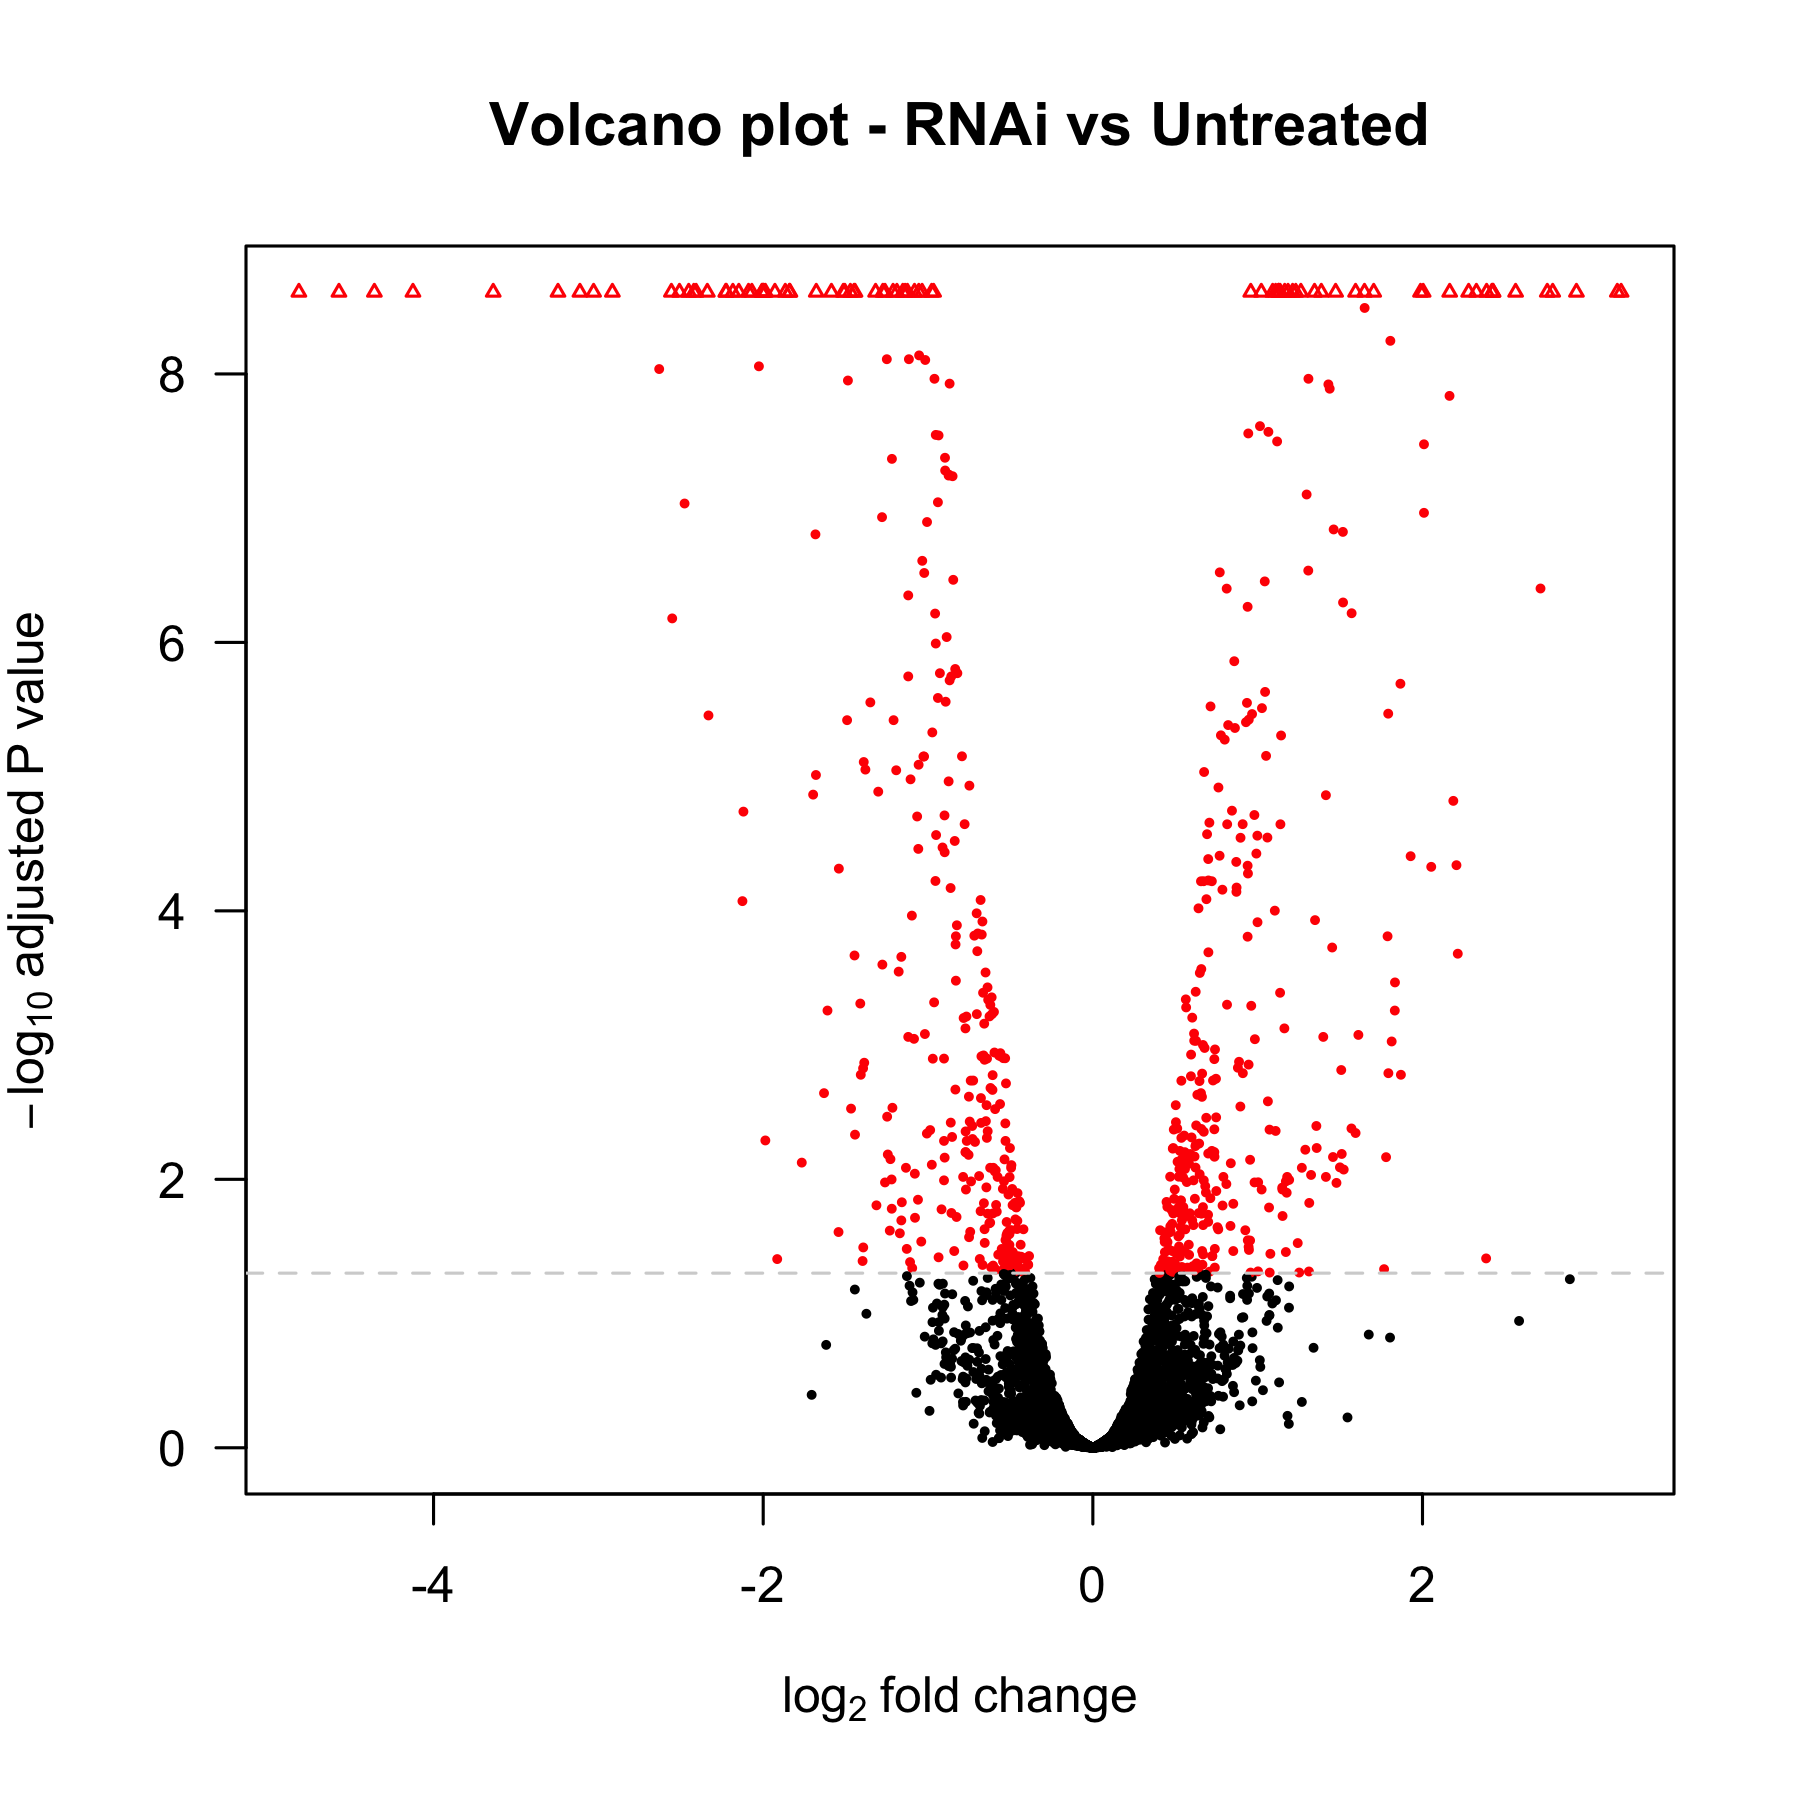 Volcano plot - RNAi vs Untreated
8
6
4
2
0
−log₁₀ adjusted P value
-4 -2 0 2
log₂ fold change